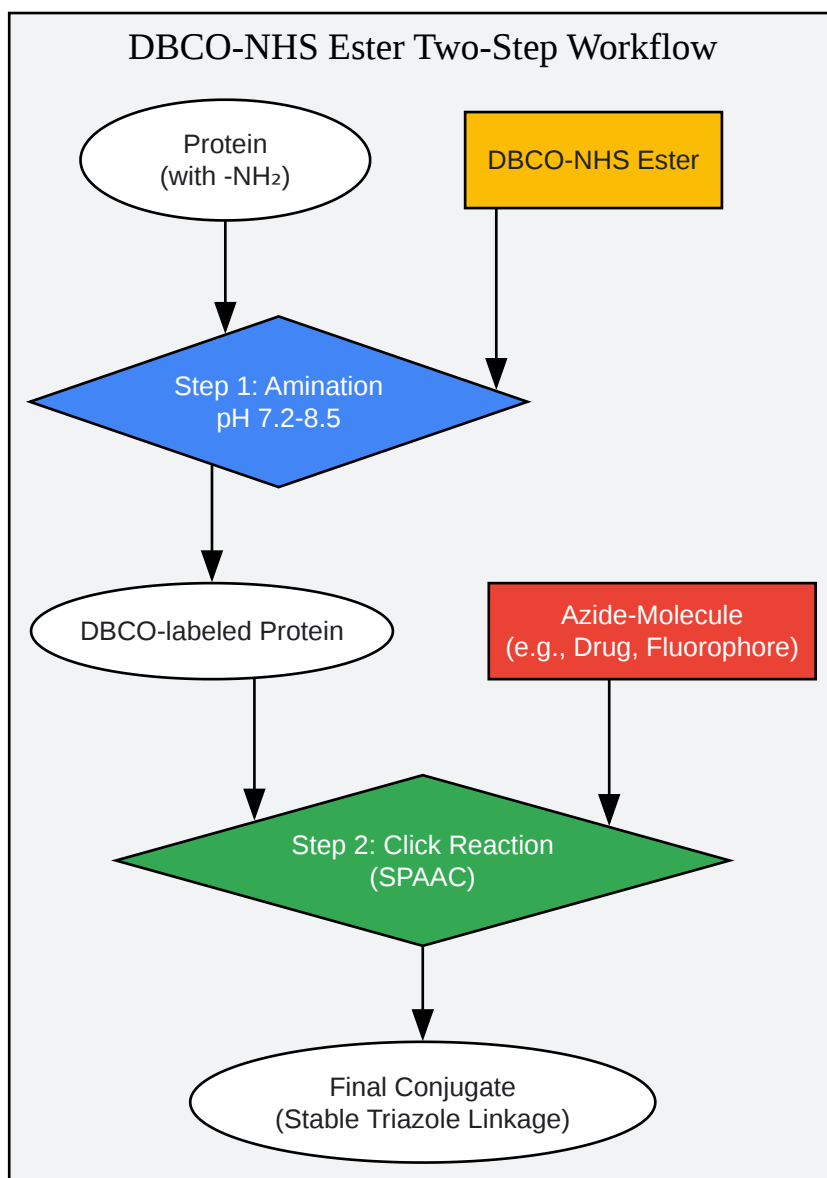 DBCO-NHS Ester Two-Step Workflow
Protein
(with -NH₂)
DBCO-NHS Ester
Step 1: Amination
pH 7.2-8.5
DBCO-labeled Protein
Azide-Molecule
(e.g., Drug, Fluorophore)
Step 2: Click Reaction
(SPAAC)
Final Conjugate
(Stable Triazole Linkage)